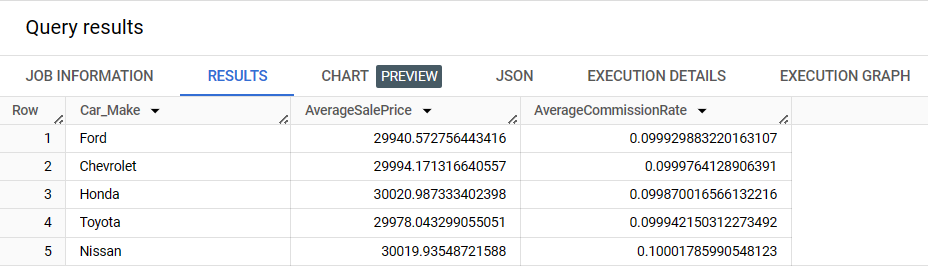 Query results
JOB INFORMATION RESULTS CHART PREVIEW JSON EXECUTION DETAILS EXECUTION GRAPH
Row Car_Make AverageSalePrice AverageCommissionRate
1 Ford 29940.572756443416 0.099929883220163107
2 Chevrolet 29994.171316640557 0.0999764128906391
3 Honda 30020.987333402398 0.099870016566132216
4 Toyota 29978.043299055051 0.099942150312273492
5 Nissan 30019.93548721588 0.10001785990548123